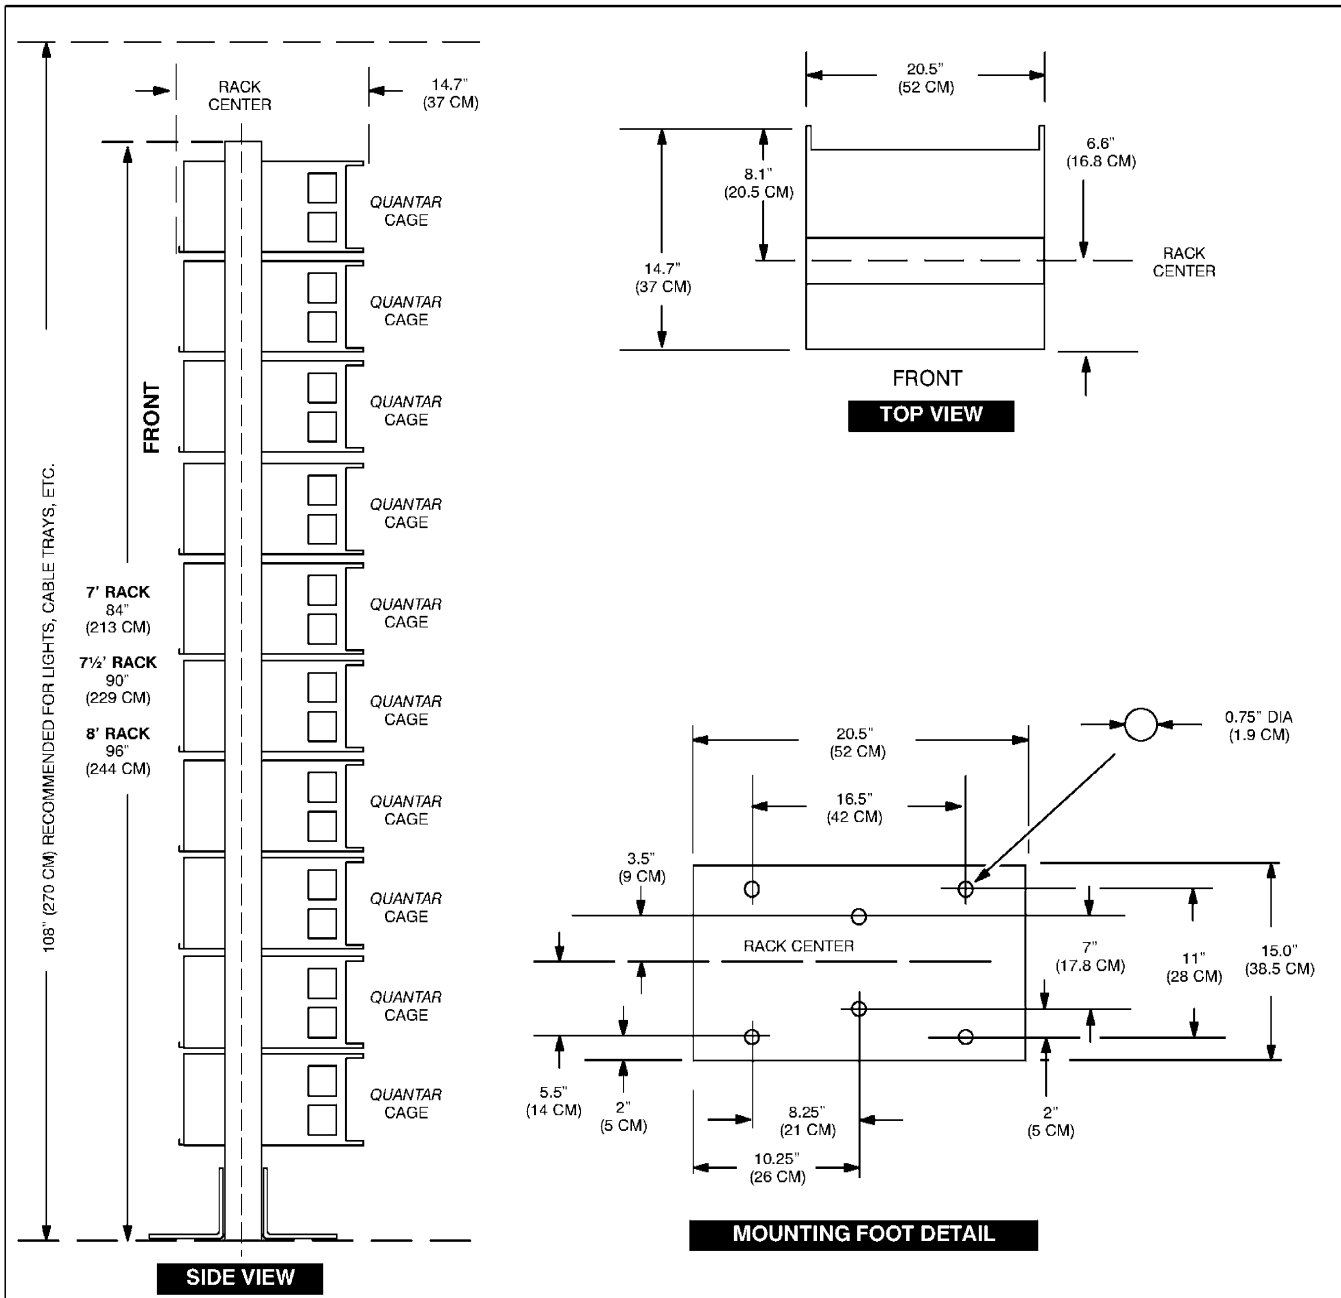 RACK
CENTER
14.7"
(37 CM)
QUANTAR
CAGE
QUANTAR
CAGE
QUANTAR
CAGE
QUANTAR
CAGE
QUANTAR
CAGE
QUANTAR
CAGE
QUANTAR
CAGE
QUANTAR
CAGE
QUANTAR
CAGE
QUANTAR
CAGE
FRONT
108" (270 CM) RECOMMENDED FOR LIGHTS, CABLE TRAYS, ETC.
7' RACK
84"
(213 CM)
7½' RACK
90"
(229 CM)
8' RACK
96"
(244 CM)
SIDE VIEW
20.5"
(52 CM)
8.1"
(20.5 CM)
6.6"
(16.8 CM)
14.7"
(37 CM)
RACK
CENTER
FRONT
TOP VIEW
0.75" DIA
(1.9 CM)
20.5"
(52 CM)
16.5"
(42 CM)
3.5"
(9 CM)
RACK CENTER
7"
(17.8 CM)
11"
(28 CM)
15.0"
(38.5 CM)
5.5"
(14 CM)
2"
(5 CM)
8.25"
(21 CM)
2"
(5 CM)
10.25"
(26 CM)
MOUNTING FOOT DETAIL